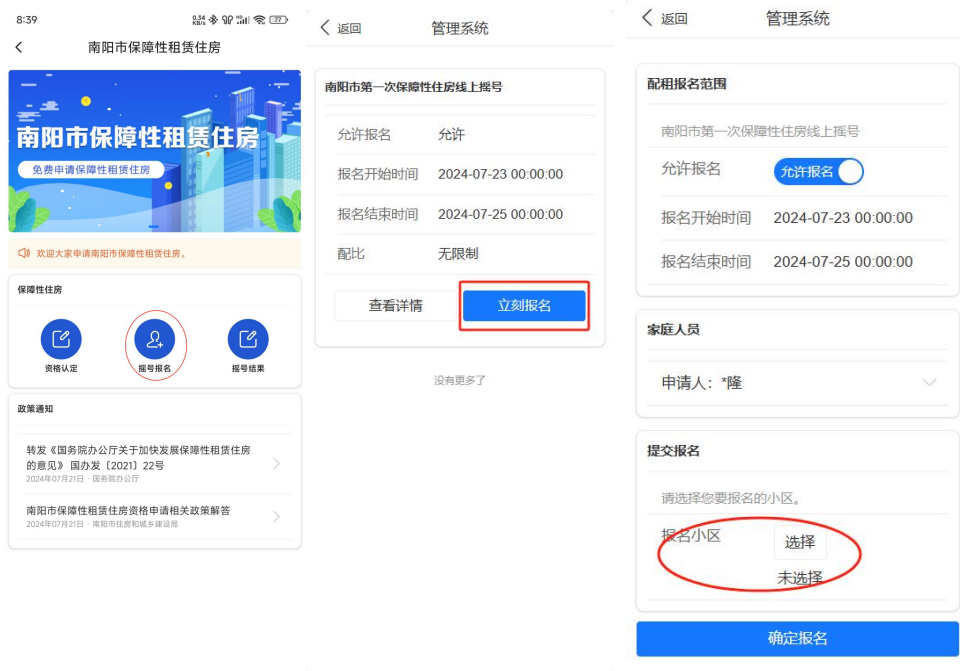 8:39
0.34 KB/s
5G
77
南阳市保障性租赁住房
南阳市保障性租赁住房
免费申请保障性租赁住房
欢迎大家申请南阳市保障性租赁住房。
保障性住房
资格认定
摇号报名
摇号结果
政策通知
转发《国务院办公厅关于加快发展保障性租赁住房
的意见》 国办发〔2021〕22号
2024年07月21日 · 国务院办公厅
南阳市保障性租赁住房资格申请相关政策解答
2024年07月21日 · 南阳市住房和城乡建设局
返回
管理系统
南阳市第一次保障性住房线上摇号
允许报名 允许
报名开始时间 2024-07-23 00:00:00
报名结束时间 2024-07-25 00:00:00
配比 无限制
查看详情 立刻报名
没有更多了
返回
管理系统
配租报名范围
南阳市第一次保障性住房线上摇号
允许报名 允许报名
报名开始时间 2024-07-23 00:00:00
报名结束时间 2024-07-25 00:00:00
家庭人员
申请人：*隆
提交报名
请选择您要报名的小区。
报名小区 选择
未选择
确定报名